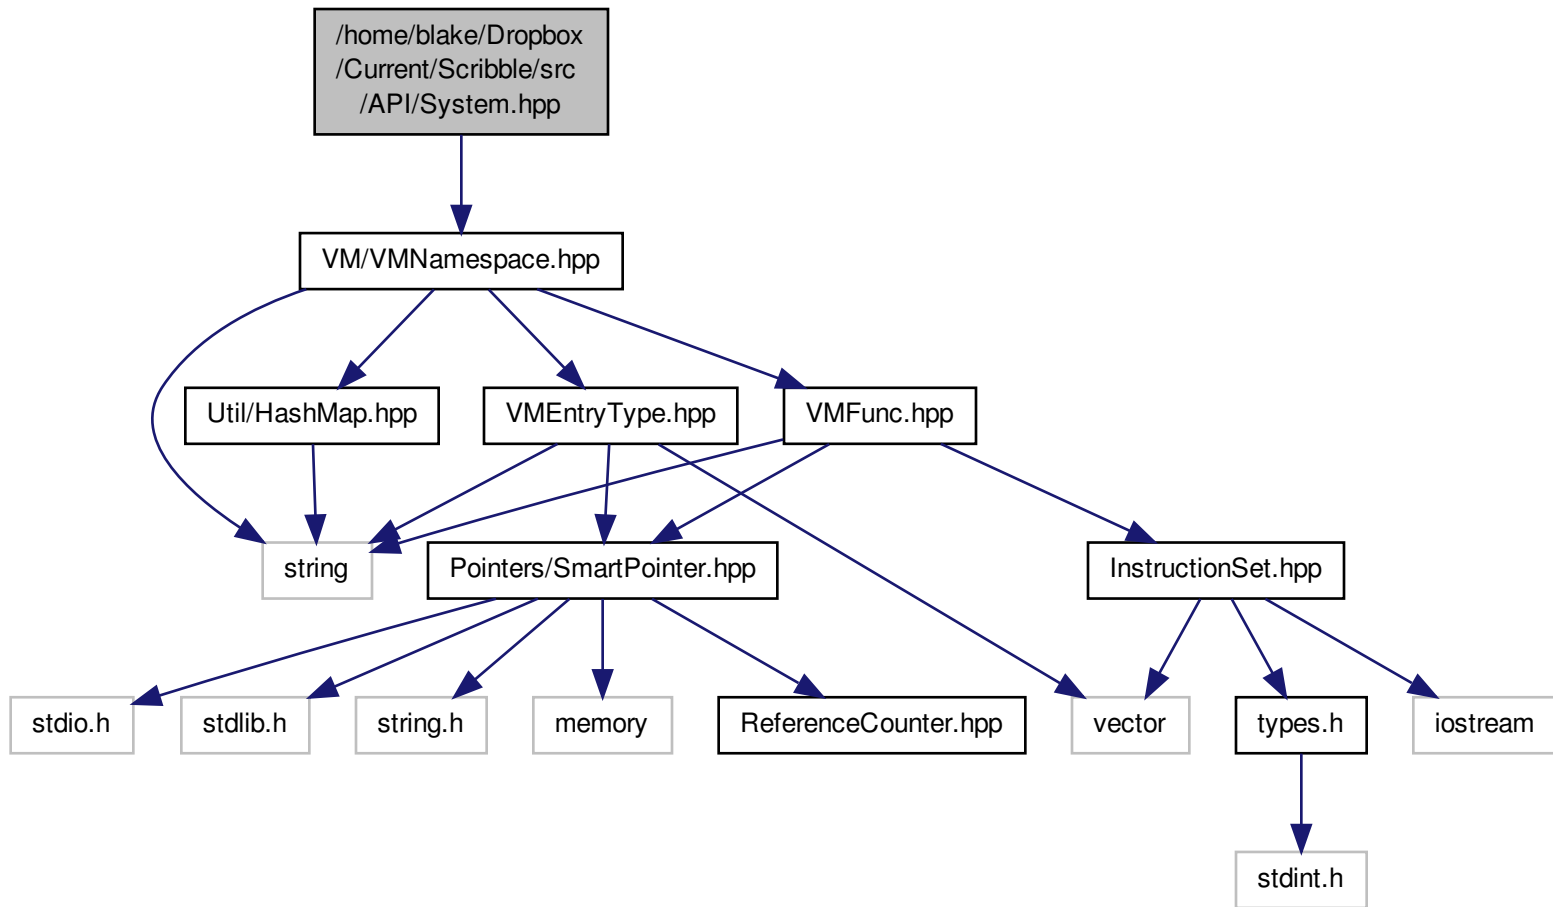 /home/blake/Dropbox
/Current/Scribble/src
/API/System.hpp
VM/VMNamespace.hpp
Util/HashMap.hpp
VMEntryType.hpp
VMFunc.hpp
string
Pointers/SmartPointer.hpp
InstructionSet.hpp
stdio.h
stdlib.h
string.h
memory
ReferenceCounter.hpp
vector
types.h
iostream
stdint.h